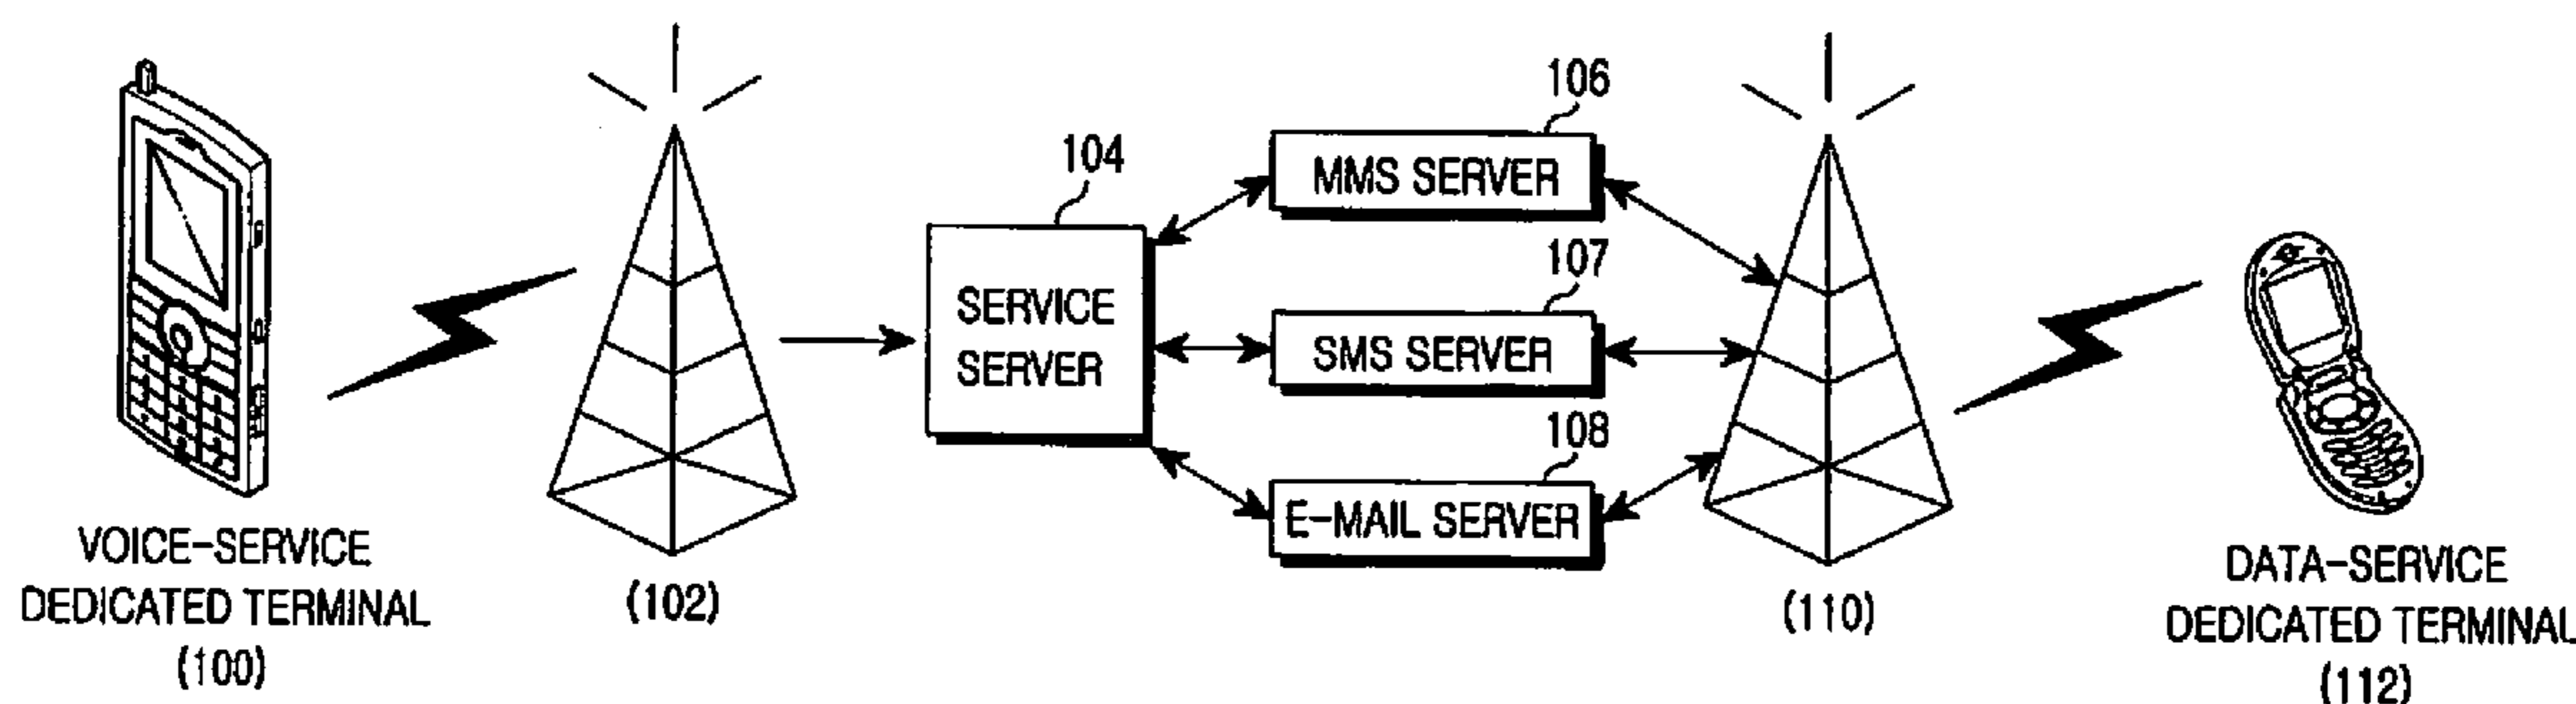 106
104
MMS SERVER
107
SERVICE
SERVER
SMS SERVER
108
E-MAIL SERVER
VOICE-SERVICE
DEDICATED TERMINAL
(100)
(102)
(110)
DATA-SERVICE
DEDICATED TERMINAL
(112)